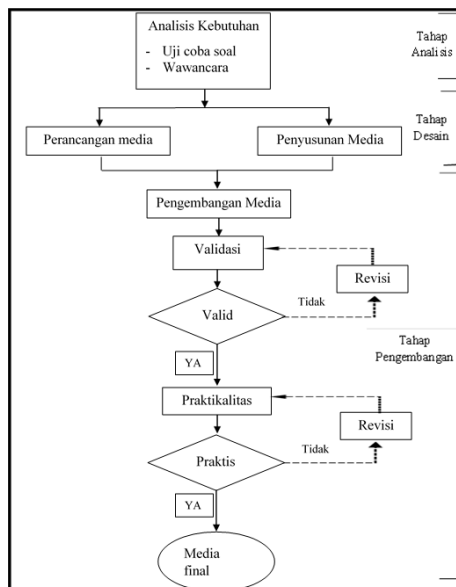 Analisis Kebutuhan
- Uji coba soal
- Wawancara
Tahap
Analisis
Perancangan media
Penyusunan Media
Tahap
Desain
Pengembangan Media
Validasi
Revisi
Valid
Tidak
YA
Tahap
Pengembangan
Praktikalitas
Revisi
Praktis
Tidak
YA
Media
final